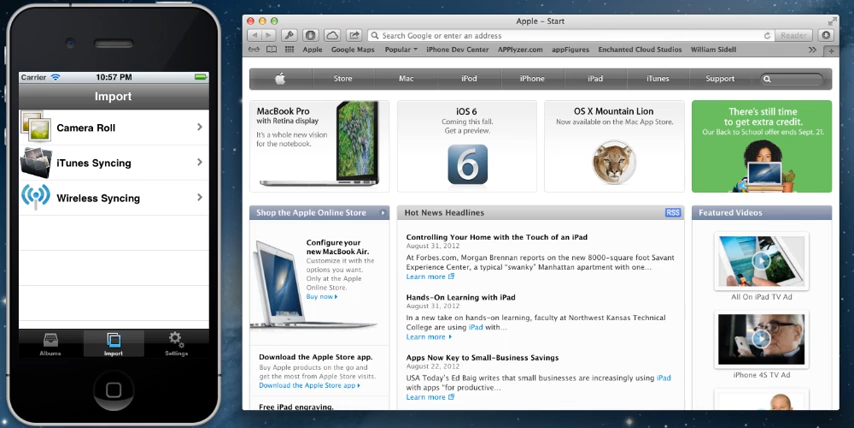 Carrier
10:57 PM
Import
Camera Roll
iTunes Syncing
Wireless Syncing
Albums
Import
Settings
Apple – Start
Search Google or enter an address
Reader
Apple
Google Maps
Popular
iPhone Dev Center
APPlyzer.com
appFigures
Enchanted Cloud Studios
William Sidell
Store
Mac
iPod
iPhone
iPad
iTunes
Support
MacBook Pro
with Retina display
It's a whole new vision
for the notebook.
iOS 6
Coming this fall.
Get a preview.
6
OS X Mountain Lion
Now available on the Mac App Store.
There's still time
to get extra credit.
Our Back to School offer ends Sept. 21.
Shop the Apple Online Store
Configure your
new MacBook Air.
Customize it with the
options you want.
Only at the Apple
Online Store.
Buy now
Download the Apple Store app.
Buy Apple products on the go and
get the most from Apple Store visits.
Download the Apple Store app
Free iPad engraving.
Hot News Headlines
RSS
Controlling Your Home with the Touch of an iPad
August 31, 2012
At Forbes.com, Morgan Brennan reports on the new 8000-square foot Savant
Experience Center, a typical "swanky" Manhattan apartment with one...
Learn more
Hands-On Learning with iPad
August 31, 2012
In a new take on hands-on learning, faculty at Northwest Kansas Technical
College are using iPad with...
Learn more
Apps Now Key to Small-Business Savings
August 22, 2012
USA Today's Ed Baig writes that small businesses are increasingly using iPad
with apps "for productive...
Learn more
Featured Videos
All On iPad TV Ad
iPhone 4S TV Ad